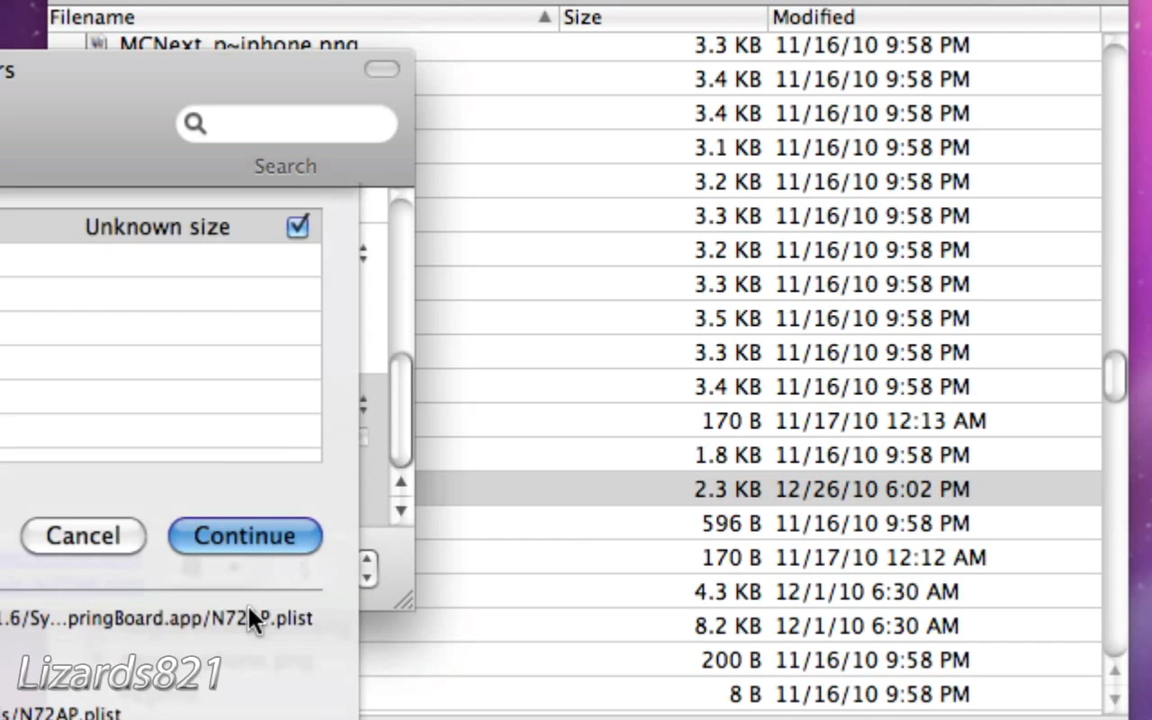 Filename Size Modified
MCNext_p~iphone.png 3.3 KB 11/16/10 9:58 PM
rs
3.4 KB 11/16/10 9:58 PM
3.4 KB 11/16/10 9:58 PM
3.1 KB 11/16/10 9:58 PM
Search
3.2 KB 11/16/10 9:58 PM
Unknown size
3.3 KB 11/16/10 9:58 PM
3.2 KB 11/16/10 9:58 PM
3.3 KB 11/16/10 9:58 PM
3.5 KB 11/16/10 9:58 PM
3.3 KB 11/16/10 9:58 PM
3.4 KB 11/16/10 9:58 PM
170 B 11/17/10 12:13 AM
1.8 KB 11/16/10 9:58 PM
2.3 KB 12/26/10 6:02 PM
Cancel Continue
596 B 11/16/10 9:58 PM
170 B 11/17/10 12:12 AM
4.3 KB 12/1/10 6:30 AM
.6/Sy...pringBoard.app/N72AP.plist
8.2 KB 12/1/10 6:30 AM
Lizards821
200 B 11/16/10 9:58 PM
8 B 11/16/10 9:58 PM
s/N72AP.plist